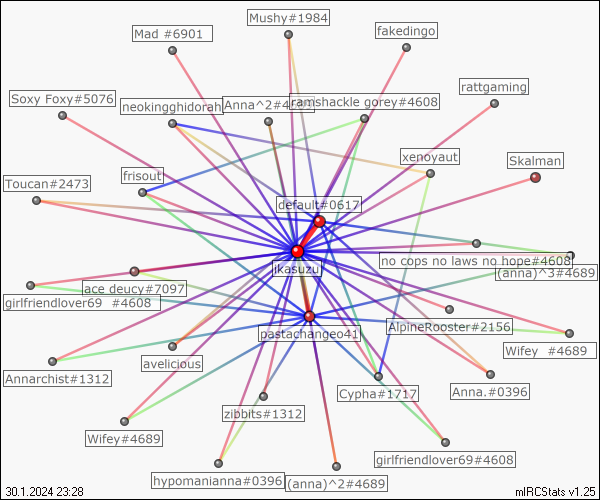 Mushy#1984
Mad #6901
fakedingo
rattgaming
Soxy Foxy#5076
neokingghidorah
Anna^2#4
ramshackle gorey#4608
xenoyaut
Skalman
frisout
Toucan#2473
default#0617
no cops no laws no hope#4608
jkasuzu
(anna)^3#4689
ace deucy#7097
girlfriendlover69 #4608
AlpineRooster#2156
pastachangeo41
Wifey #4689
avelicious
Annarchist#1312
Cypha#1717
Anna.#0396
zibbits#1312
Wifey#4689
girlfriendlover69#4608
hypomanianna#0396
(anna)^2#4689
30.1.2024 23:28
mIRCStats v1.25